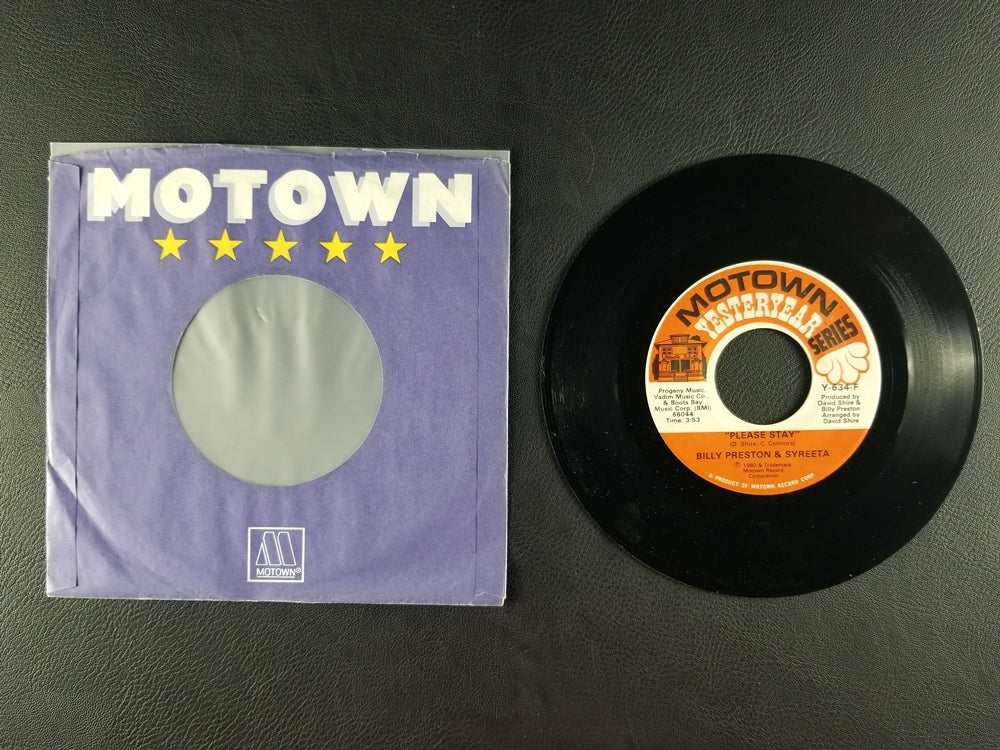 MOTOWN
MOTOWN®
MOTOWN
YESTERYEAR
SERIES
Y-634-F
Progeny Music,
Vadim Music Co.,
& Boots Bay
Music Corp. (BMI)
66044
Time: 3:53
Produced by
David Shire &
Billy Preston
Arranged by
David Shire
"PLEASE STAY"
(D. Shire, C. Connors)
BILLY PRESTON & SYREETA
℗ 1980 & Trademark
Motown Record
Corporation
A PRODUCT OF MOTOWN RECORD CORP.